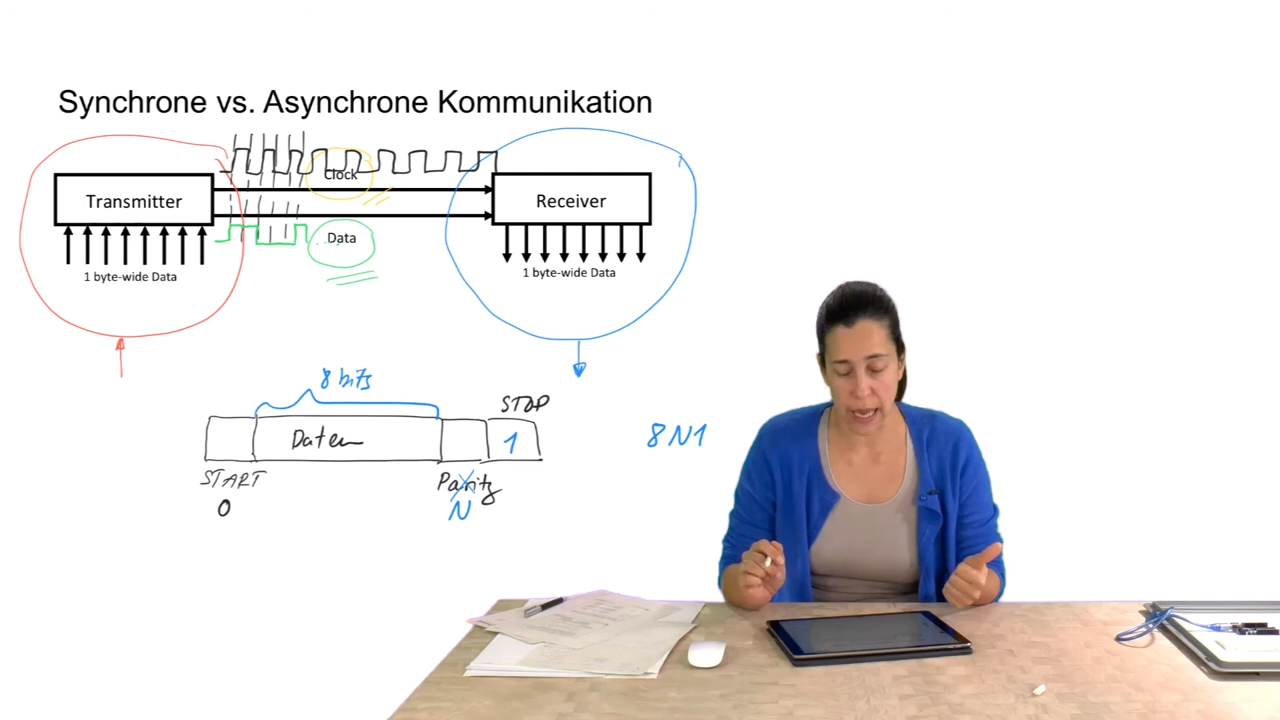 Synchrone vs. Asynchrone Kommunikation
Clock
Transmitter
Receiver
Data
1 byte-wide Data
1 byte-wide Data
8 bits
STOP
Daten
1
8N1
START
Parity
0
N